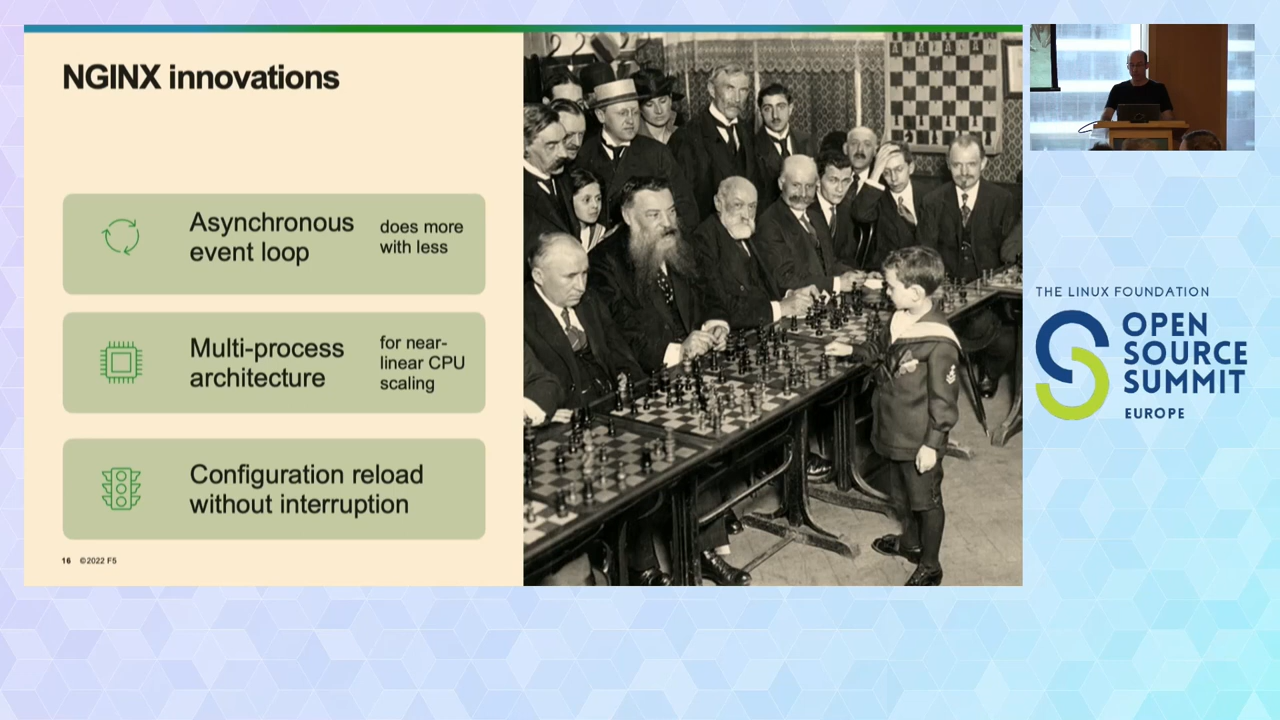 NGINX innovations
Asynchronous
event loop
does more
with less
Multi-process
architecture
for near-
linear CPU
scaling
Configuration reload
without interruption
16 ©2022 F5
THE LINUX FOUNDATION
OPEN
SOURCE
SUMMIT
EUROPE